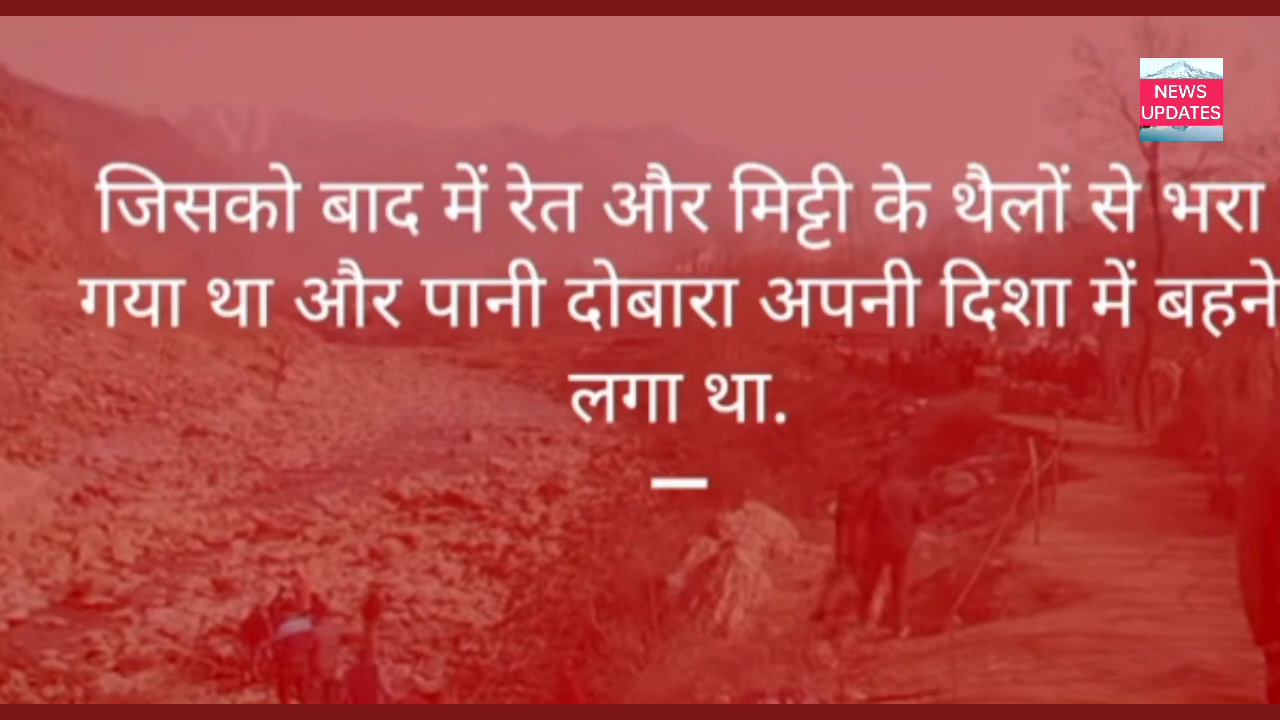 NEWS
UPDATES
जिसको बाद में रेत और मिट्टी के थैलों से भरा
गया था और पानी दोबारा अपनी दिशा में बहने
लगा था.